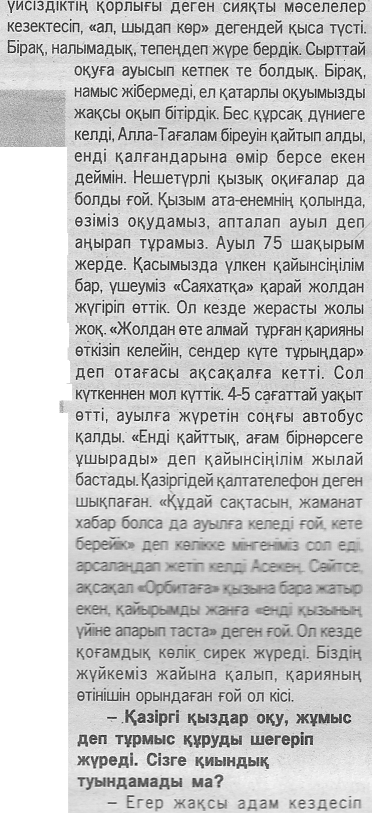 үйсіздіктің қорлығы деген сияқты мәселелер
кезектесіп, «ал, шыдап көр» дегендей қыса түсті.
Бірақ, налымадық, тепеңдеп жүре бердік. Сырттай
оқуға ауысып кетпек те болдық. Бірақ,
намыс жібермеді, ел қатарлы оқуымызды
жақсы оқып бітірдік. Бес құрсақ дүниеге
келді, Алла-Тағалам біреуін қайтып алды,
енді қалғандарына өмір берсе екен
деймін. Нешетүрлі қызық оқиғалар да
болды ғой. Қызым ата-енемнің қолында,
өзіміз оқудамыз, апталап ауыл деп
аңырап тұрамыз. Ауыл 75 шақырым
жерде. Қасымызда үлкен қайынсіңілім
бар, үшеуміз «Саяхатқа» қарай жолдан
жүгіріп өттік. Ол кезде жерасты жолы
жоқ. «Жолдан өте алмай тұрған қарияны
өткізіп келейін, сендер күте тұрыңдар»
деп отағасы ақсақалға кетті. Сол
күткеннен мол күттік. 4-5 сағаттай уақыт
өтті, ауылға жүретін соңғы автобус
қалды. «Енді қайттық, ағам бірнәрсеге
ұшырады» деп қайынсіңілім жылай
бастады. Қазіргідей қалтателефон деген
шықпаған. «Құдай сақтасын, жаманат
хабар болса да ауылға келеді ғой, кете
берейік» деп көлікке мінгеніміз сол еді,
арсалаңдап жетіп келді Асекең. Сөйтсе,
ақсақал «Орбитаға» қызына бара жатыр
екен, қайырымды жанға «енді қызының
үйіне апарып таста» деген ғой. Ол кезде
қоғамдық көлік сирек жүреді. Біздің
жүйкеміз жайына қалып, қарияның
өтінішін орындаған ғой ол кісі.
– Қазіргі қыздар оқу, жұмыс
деп тұрмыс құруды шегеріп
жүреді. Сізге қиындық
туындамады ма?
– Егер жақсы адам кездесіп